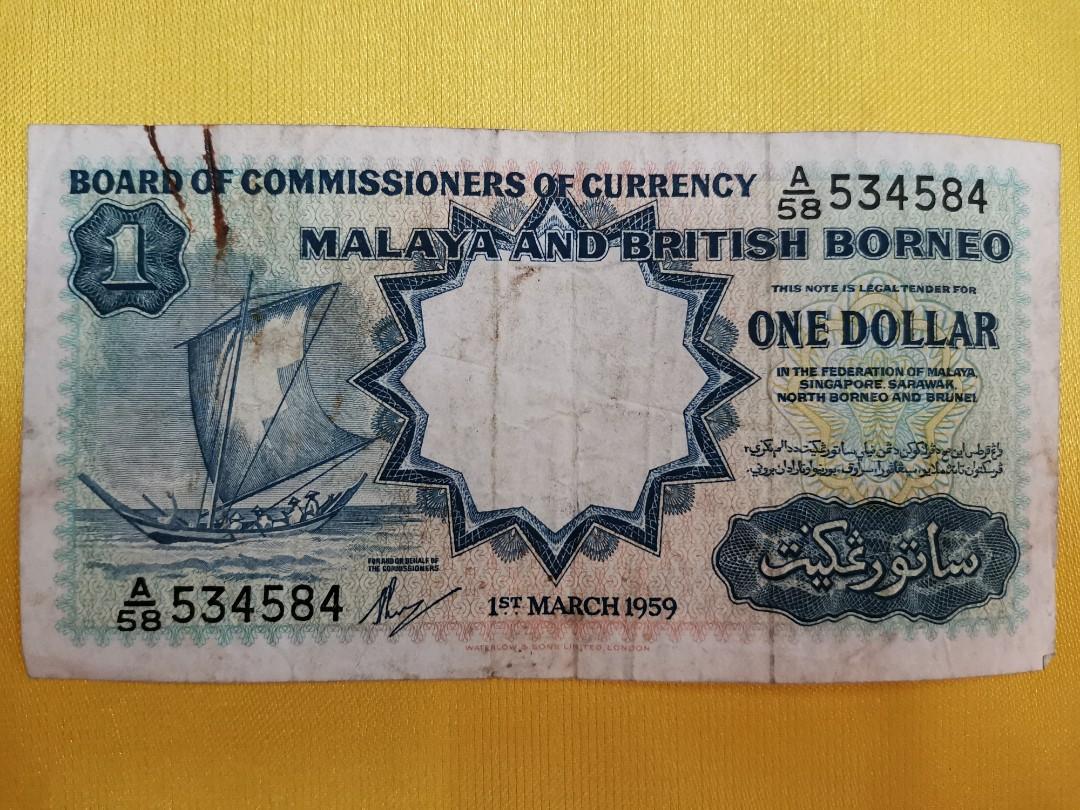 BOARD OF COMMISSIONERS OF CURRENCY
A/58 534584
1
MALAYA AND BRITISH BORNEO
THIS NOTE IS LEGAL TENDER FOR
ONE DOLLAR
IN THE FEDERATION OF MALAYA,
SINGAPORE, SARAWAK,
NORTH BORNEO AND BRUNEI.
ساتو رڠݢيت
FOR AND ON BEHALF OF
THE COMMISSIONERS
A/58 534584
1ST MARCH 1959
WATERLOW & SONS LIMITED, LONDON